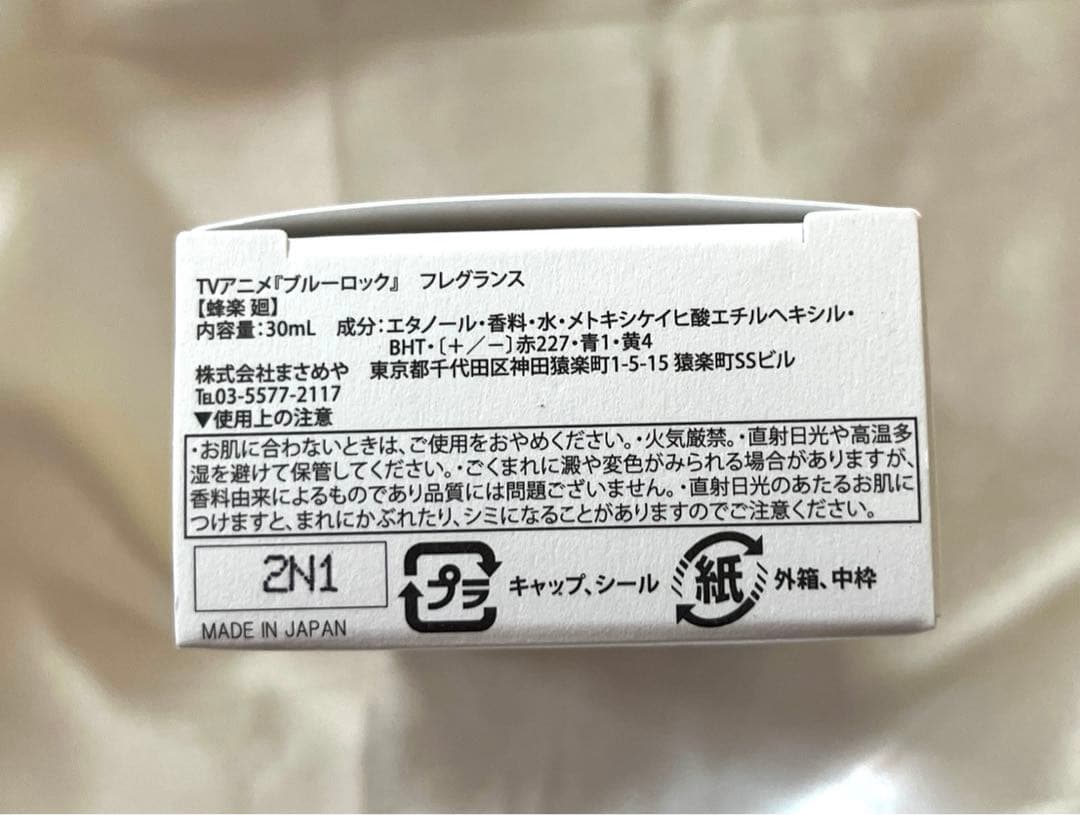 TVアニメ『ブルーロック』 フレグランス
【蜂楽 廻】
内容量:30mL 成分:エタノール・香料・水・メトキシケイヒ酸エチルヘキシル・
BHT・〔+/−〕赤227・青1・黄4
株式会社まさめや 東京都千代田区神田猿楽町1-5-15 猿楽町SSビル
℡03-5577-2117
▼使用上の注意
・お肌に合わないときは、ご使用をおやめください。・火気厳禁。・直射日光や高温多
湿を避けて保管してください。・ごくまれに澱や変色がみられる場合がありますが、
香料由来によるものであり品質には問題ございません。・直射日光のあたるお肌に
つけますと、まれにかぶれたり、シミになることがありますのでご注意ください。
2N1
プラ キャップ、シール 紙 外箱、中枠
MADE IN JAPAN